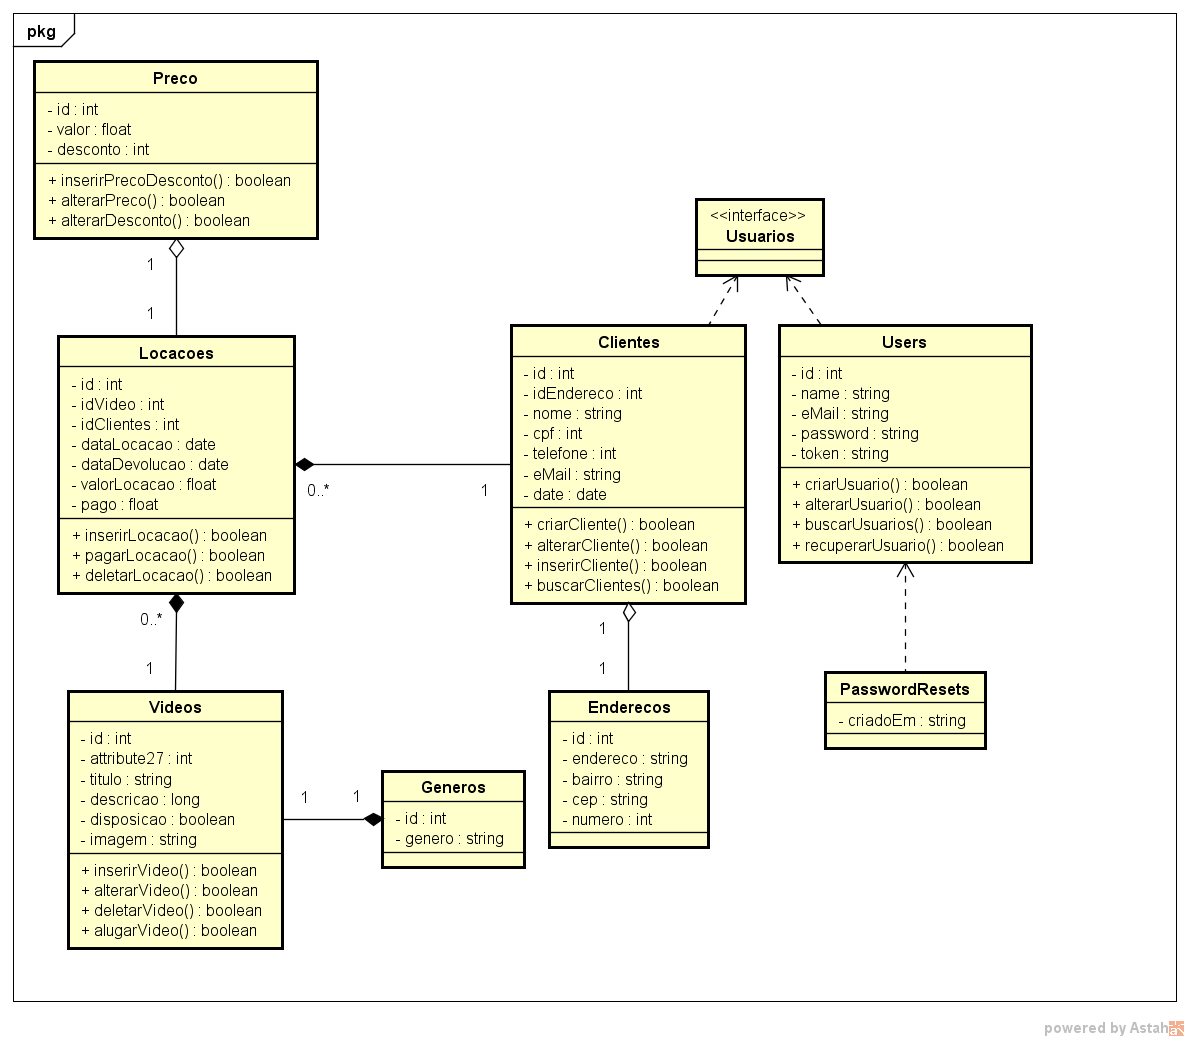 pkg
Preco
- id : int
- valor : float
- desconto : int
+ inserirPrecoDesconto() : boolean
+ alterarPreco() : boolean
+ alterarDesconto() : boolean
1
1
Locacoes
- id : int
- idVideo : int
- idClientes : int
- dataLocacao : date
- dataDevolucao : date
- valorLocacao : float
- pago : float
+ inserirLocacao() : boolean
+ pagarLocacao() : boolean
+ deletarLocacao() : boolean
0..*
1
0..*
1
<<interface>>
Usuarios
Clientes
- id : int
- idEndereco : int
- nome : string
- cpf : int
- telefone : int
- eMail : string
- date : date
+ criarCliente() : boolean
+ alterarCliente() : boolean
+ inserirCliente() : boolean
+ buscarClientes() : boolean
Users
- id : int
- name : string
- eMail : string
- password : string
- token : string
+ criarUsuario() : boolean
+ alterarUsuario() : boolean
+ buscarUsuarios() : boolean
+ recuperarUsuario() : boolean
1
1
Videos
- id : int
- attribute27 : int
- titulo : string
- descricao : long
- disposicao : boolean
- imagem : string
+ inserirVideo() : boolean
+ alterarVideo() : boolean
+ deletarVideo() : boolean
+ alugarVideo() : boolean
1
1
Generos
- id : int
- genero : string
Enderecos
- id : int
- endereco : string
- bairro : string
- cep : string
- numero : int
PasswordResets
- criadoEm : string
powered by Astah